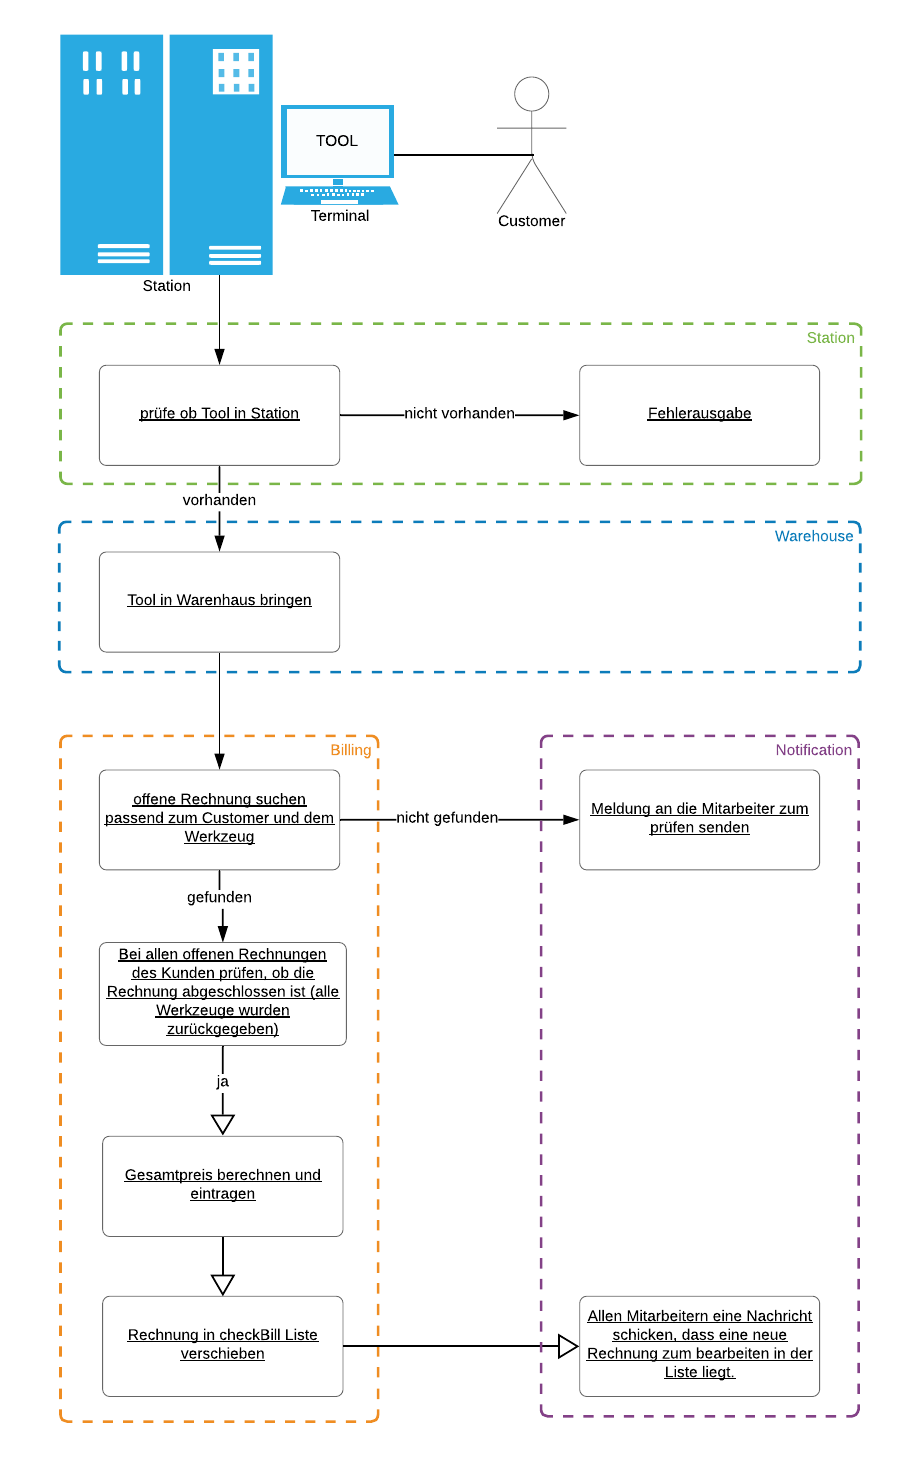 TOOL
Terminal
Customer
Station
Station
prüfe ob Tool in Station
nicht vorhanden
Fehlerausgabe
vorhanden
Warehouse
Tool in Warenhaus bringen
Billing
Notification
offene Rechnung suchen
passend zum Customer und dem
Werkzeug
nicht gefunden
Meldung an die Mitarbeiter zum
prüfen senden
gefunden
Bei allen offenen Rechnungen
des Kunden prüfen, ob die
Rechnung abgeschlossen ist (alle
Werkzeuge wurden
zurückgegeben)
ja
Gesamtpreis berechnen und
eintragen
Rechnung in checkBill Liste
verschieben
Allen Mitarbeitern eine Nachricht
schicken, dass eine neue
Rechnung zum bearbeiten in der
Liste liegt.